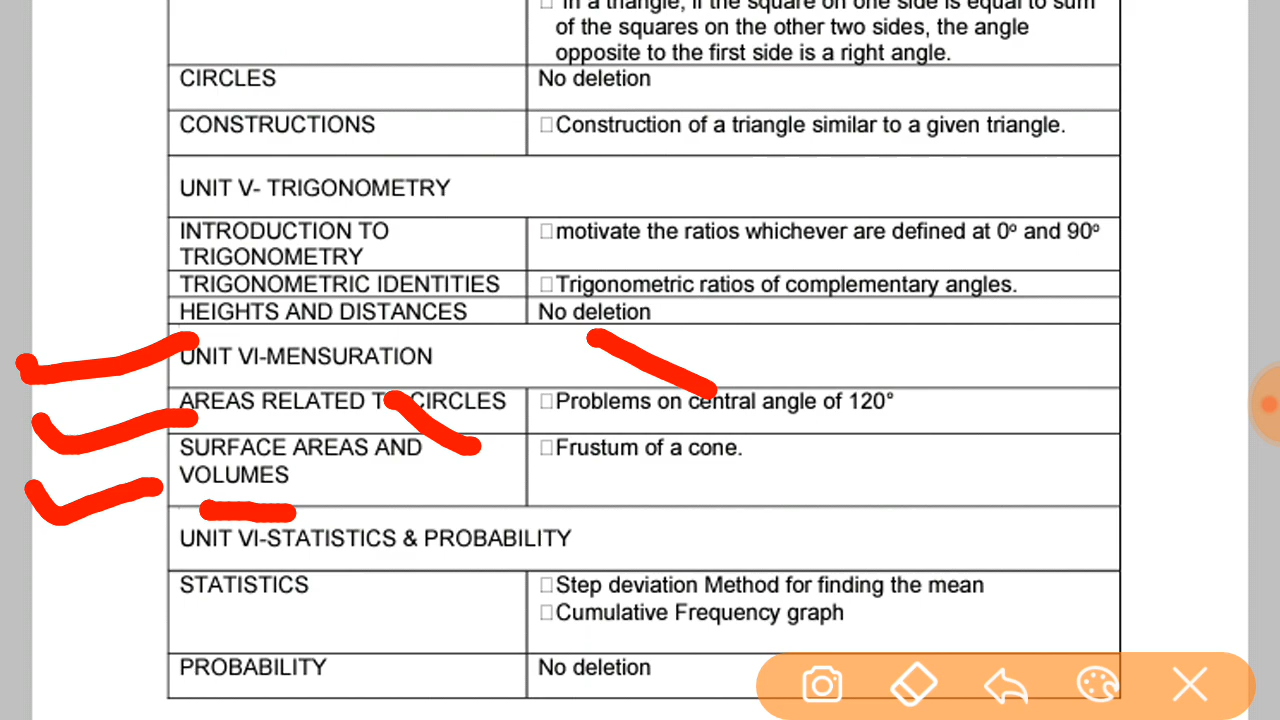 In a triangle, if the square on one side is equal to sum
of the squares on the other two sides, the angle
opposite to the first side is a right angle.
CIRCLES
No deletion
CONSTRUCTIONS
Construction of a triangle similar to a given triangle.
UNIT V- TRIGONOMETRY
INTRODUCTION TO
TRIGONOMETRY
motivate the ratios whichever are defined at 0º and 90º
TRIGONOMETRIC IDENTITIES
Trigonometric ratios of complementary angles.
HEIGHTS AND DISTANCES
No deletion
UNIT VI-MENSURATION
AREAS RELATED TO CIRCLES
Problems on central angle of 120°
SURFACE AREAS AND
VOLUMES
Frustum of a cone.
UNIT VI-STATISTICS & PROBABILITY
STATISTICS
Step deviation Method for finding the mean
Cumulative Frequency graph
PROBABILITY
No deletion